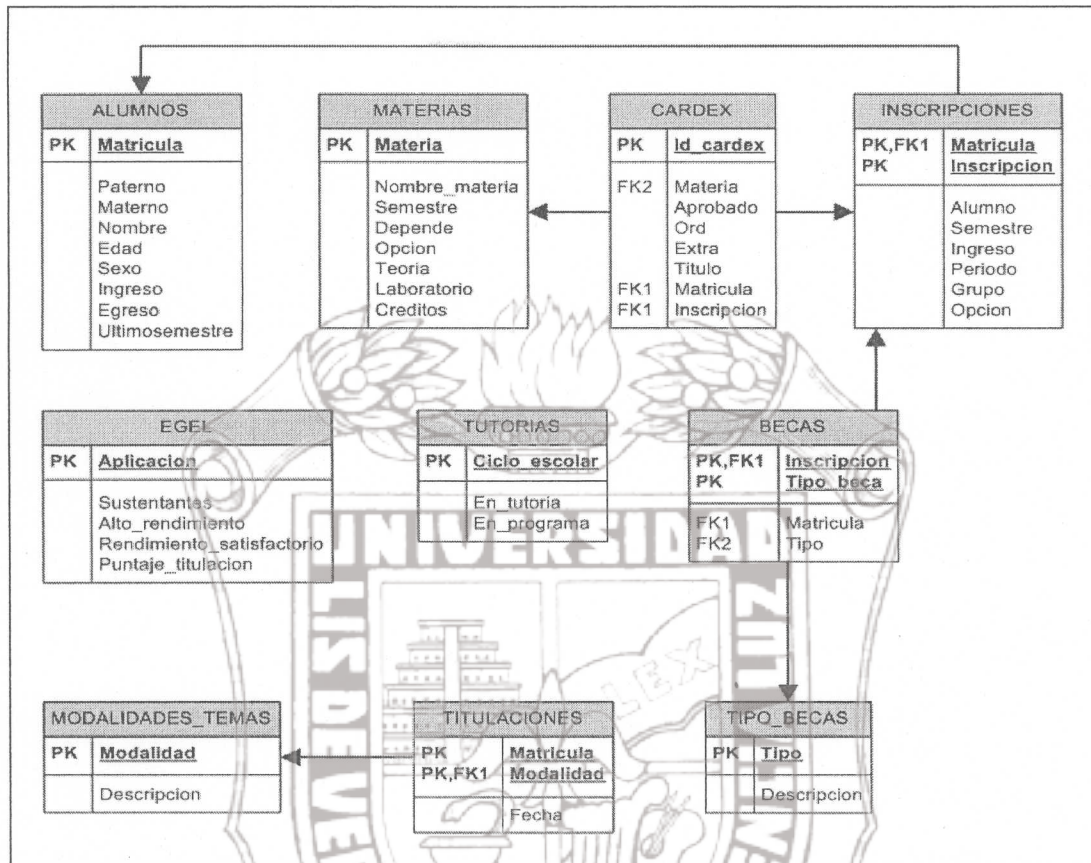 ALUMNOS
PK Matricula
Paterno
Materno
Nombre
Edad
Sexo
Ingreso
Egreso
Ultimosemestre
MATERIAS
PK Materia
Nombre_materia
Semestre
Depende
Opcion
Teoria
Laboratorio
Creditos
CARDEX
PK Id_cardex
FK2 Materia
Aprobado
Ord
Extra
Titulo
FK1 Matricula
FK1 Inscripcion
INSCRIPCIONES
PK,FK1 Matricula
PK Inscripcion
Alumno
Semestre
Ingreso
Periodo
Grupo
Opcion
EGEL
PK Aplicacion
Sustentantes
Alto_rendimiento
Rendimiento_satisfactorio
Puntaje_titulacion
TUTORIAS
PK Ciclo_escolar
En_tutoria
En_programa
BECAS
PK,FK1 Inscripcion
PK Tipo_beca
FK1 Matricula
FK2 Tipo
UNIVERSIDAD
LEX
MODALIDADES_TEMAS
PK Modalidad
Descripcion
TITULACIONES
PK Matricula
PK,FK1 Modalidad
Fecha
TIPO_BECAS
PK Tipo
Descripcion